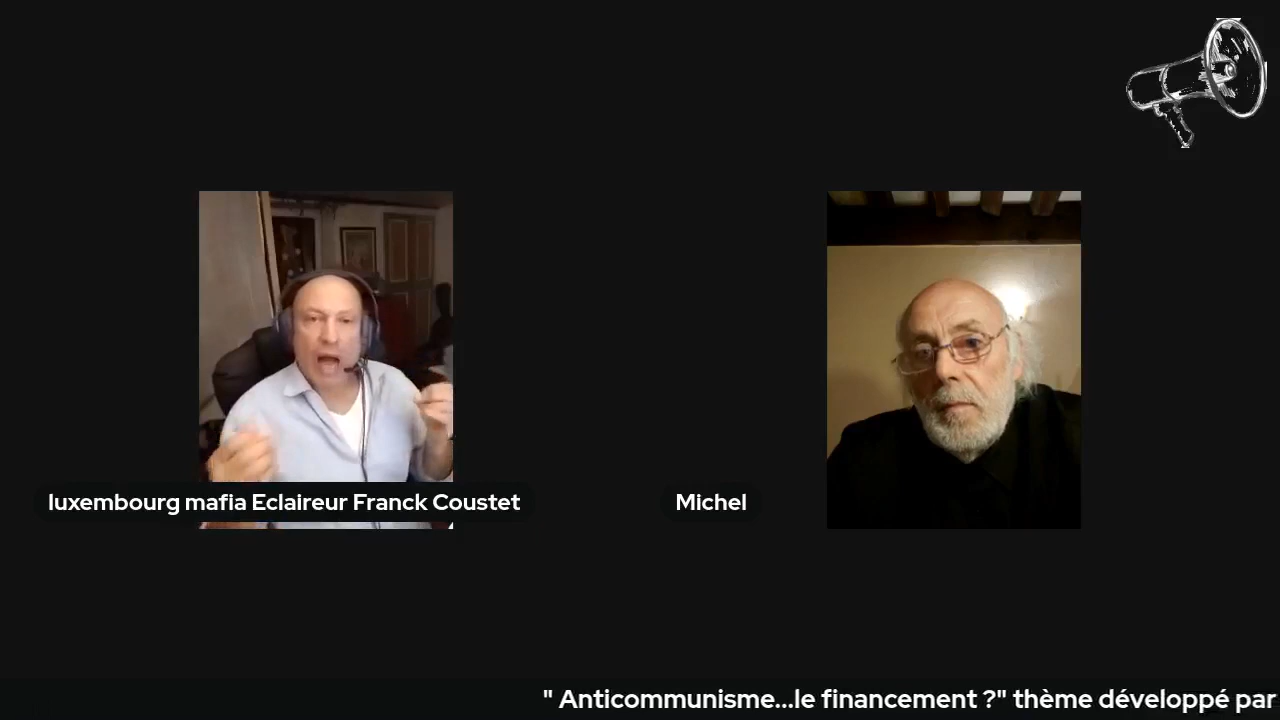 luxembourg mafia Eclaireur Franck Coustet
Michel
" Anticommunisme...le financement ?" thème développé par